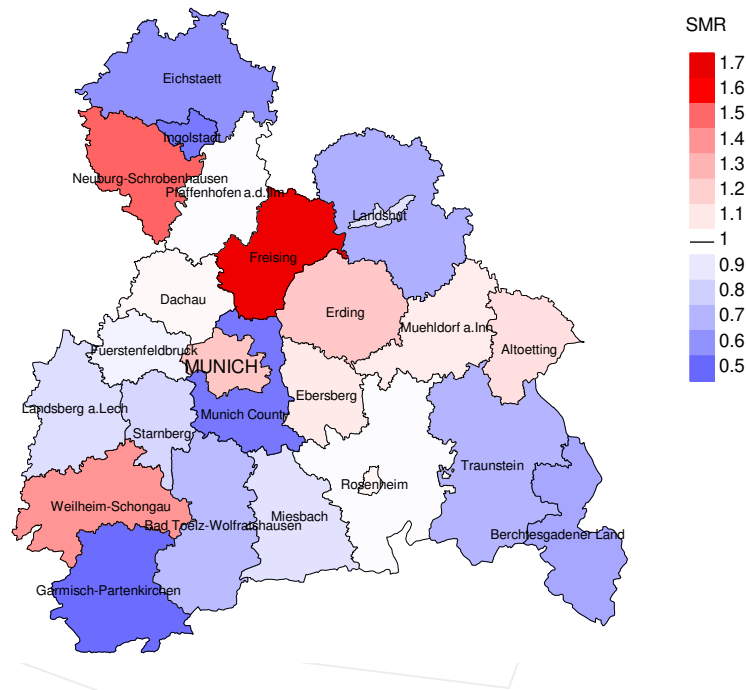 SMR
1.7
1.6
1.5
1.4
1.3
1.2
1.1
1
0.9
0.8
0.7
0.6
0.5
Eichstaett
Ingolstadt
Neuburg-Schrobenhausen
Pfaffenhofen a.d.Ilm
Landshut
Freising
Dachau
Erding
Muehldorf a.Inn
Altoetting
Fuerstenfeldbruck
MUNICH
Ebersberg
Landsberg a.Lech
Munich County
Starnberg
Traunstein
Rosenheim
Weilheim-Schongau
Miesbach
Bad Toelz-Wolfratshausen
Berchtesgadener Land
Garmisch-Partenkirchen